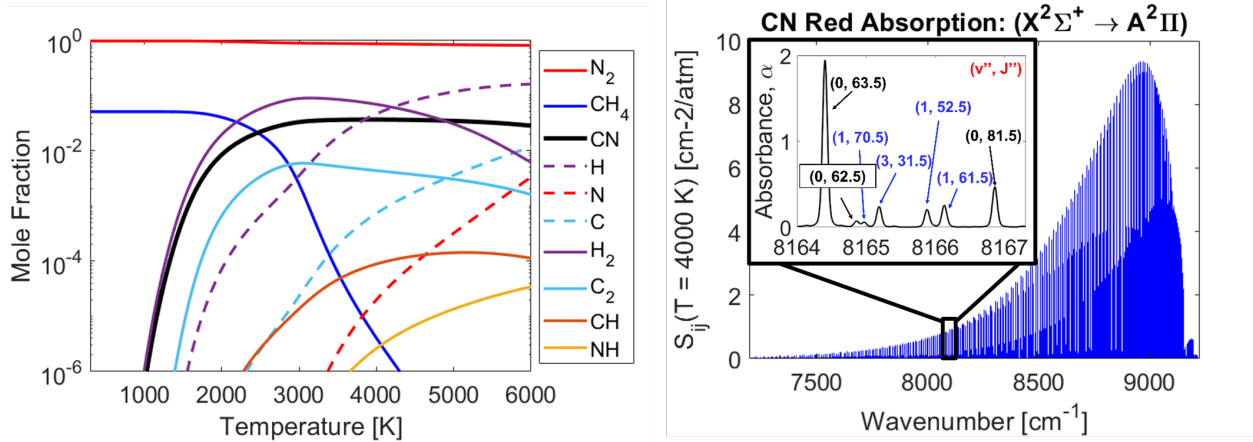 10⁰
10⁻²
10⁻⁴
10⁻⁶
Mole Fraction
1000 2000 3000 4000 5000 6000
Temperature [K]
N₂
CH₄
CN
H
N
C
H₂
C₂
CH
NH
CN Red Absorption: (X²Σ⁺ → A²Π)
10
8
6
4
2
0
Sᵢⱼ(T = 4000 K) [cm-2/atm]
7500 8000 8500 9000
Wavenumber [cm⁻¹]
2
1
0
Absorbance, α
(v", J")
(0, 63.5)
(1, 52.5)
(1, 70.5)
(0, 81.5)
(3, 31.5)
(0, 62.5)
(1, 61.5)
8164 8165 8166 8167